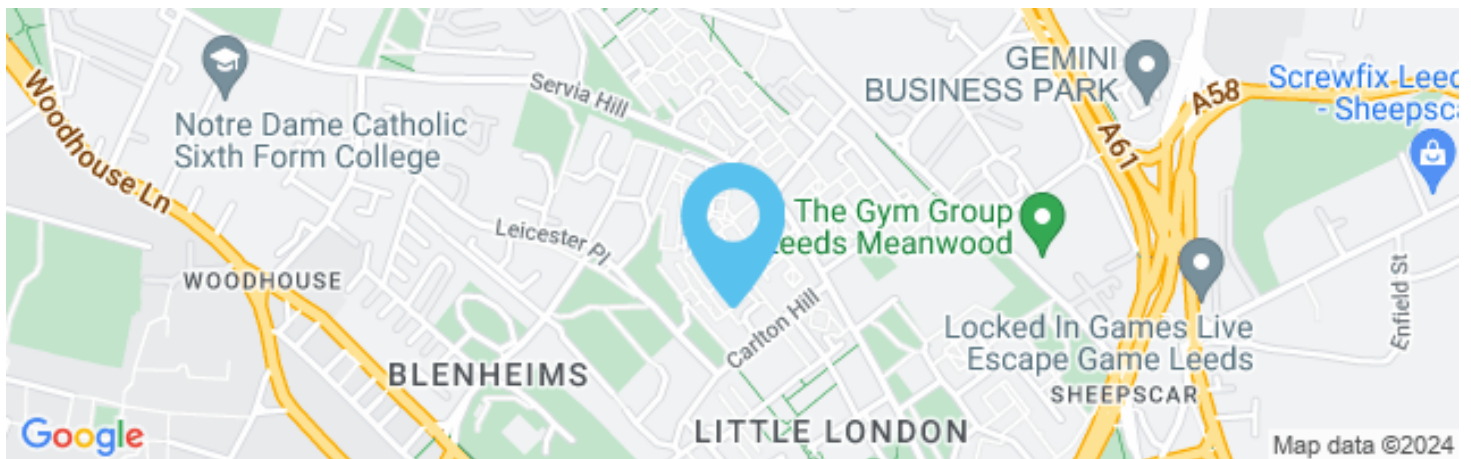 GEMINI
BUSINESS PARK
A58
Screwfix Leec
- Sheepsca
Servia Hill
Woodhouse Ln
Notre Dame Catholic
Sixth Form College
A61
The Gym Group
Leeds Meanwood
Leicester Pl
WOODHOUSE
Carlton Hill
Enfield St
Locked In Games Live
Escape Game Leeds
BLENHEIMS
SHEEPSCAR
LITTLE LONDON
Google
Map data ©2024